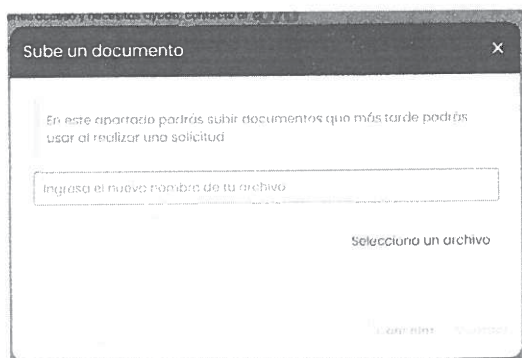 Sube un documento ×
En este apartado podrás subir documentos que más tarde podrás
usar al realizar una solicitud
Ingresa el nuevo nombre de tu archivo
Selecciona un archivo
Cancelar